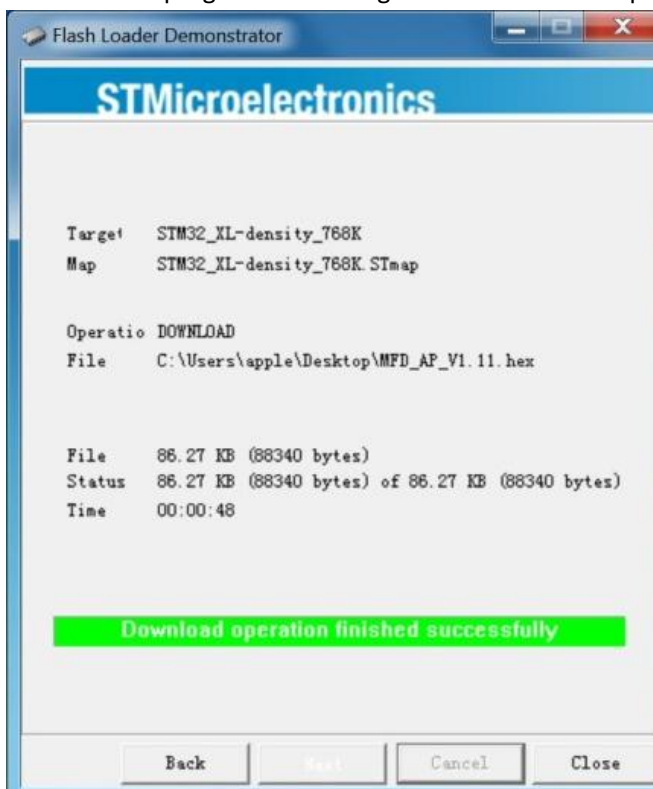 Flash Loader Demonstrator
STMicroelectronics
Target STM32_XL-density_768K
Map STM32_XL-density_768K.STmap
Operatio DOWNLOAD
File C:\Users\apple\Desktop\MFD_AP_V1.11.hex
File 86.27 KB (88340 bytes)
Status 86.27 KB (88340 bytes) of 86.27 KB (88340 bytes)
Time 00:00:48
Download operation finished successfully
Back Next Cancel Close